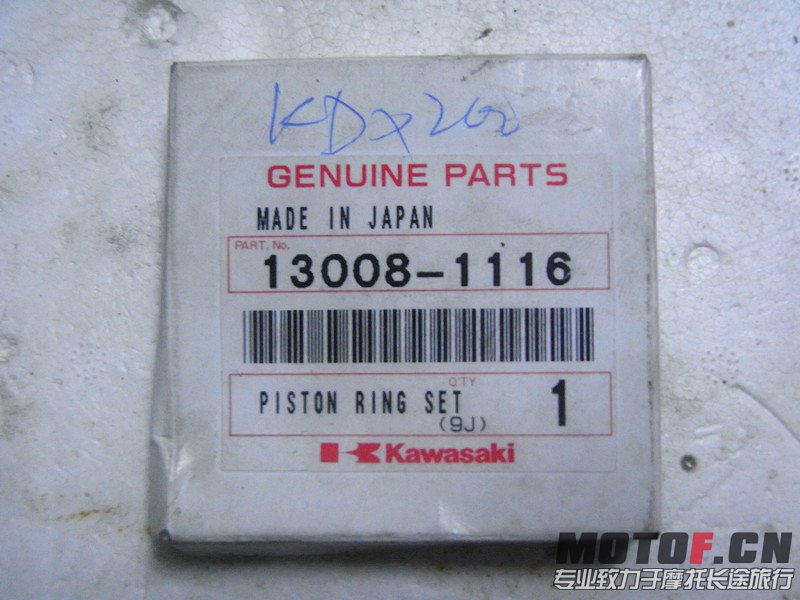 KDX200
GENUINE PARTS
MADE IN JAPAN
PART. No.
13008-1116
Q'TY
PISTON RING SET 1
(9J)
Kawasaki
MOTOF.CN
专业致力于摩托长途旅行